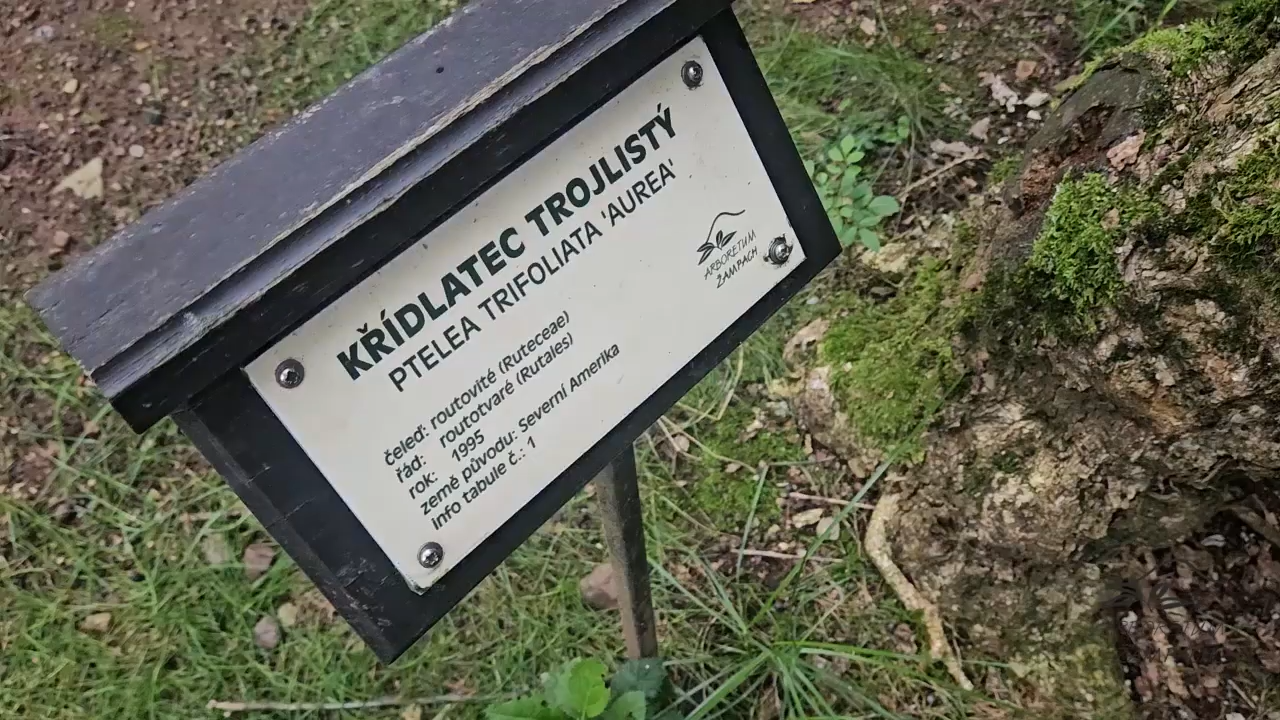 KŘÍDLATEC TROJLISTÝ
PTELEA TRIFOLIATA 'AUREA'
čeleď: routovité (Ruteceae)
řád: routotvaré (Rutales)
rok: 1995
země původu: Severní Amerika
info tabule č.: 1
ARBORETUM
ŽAMPACH